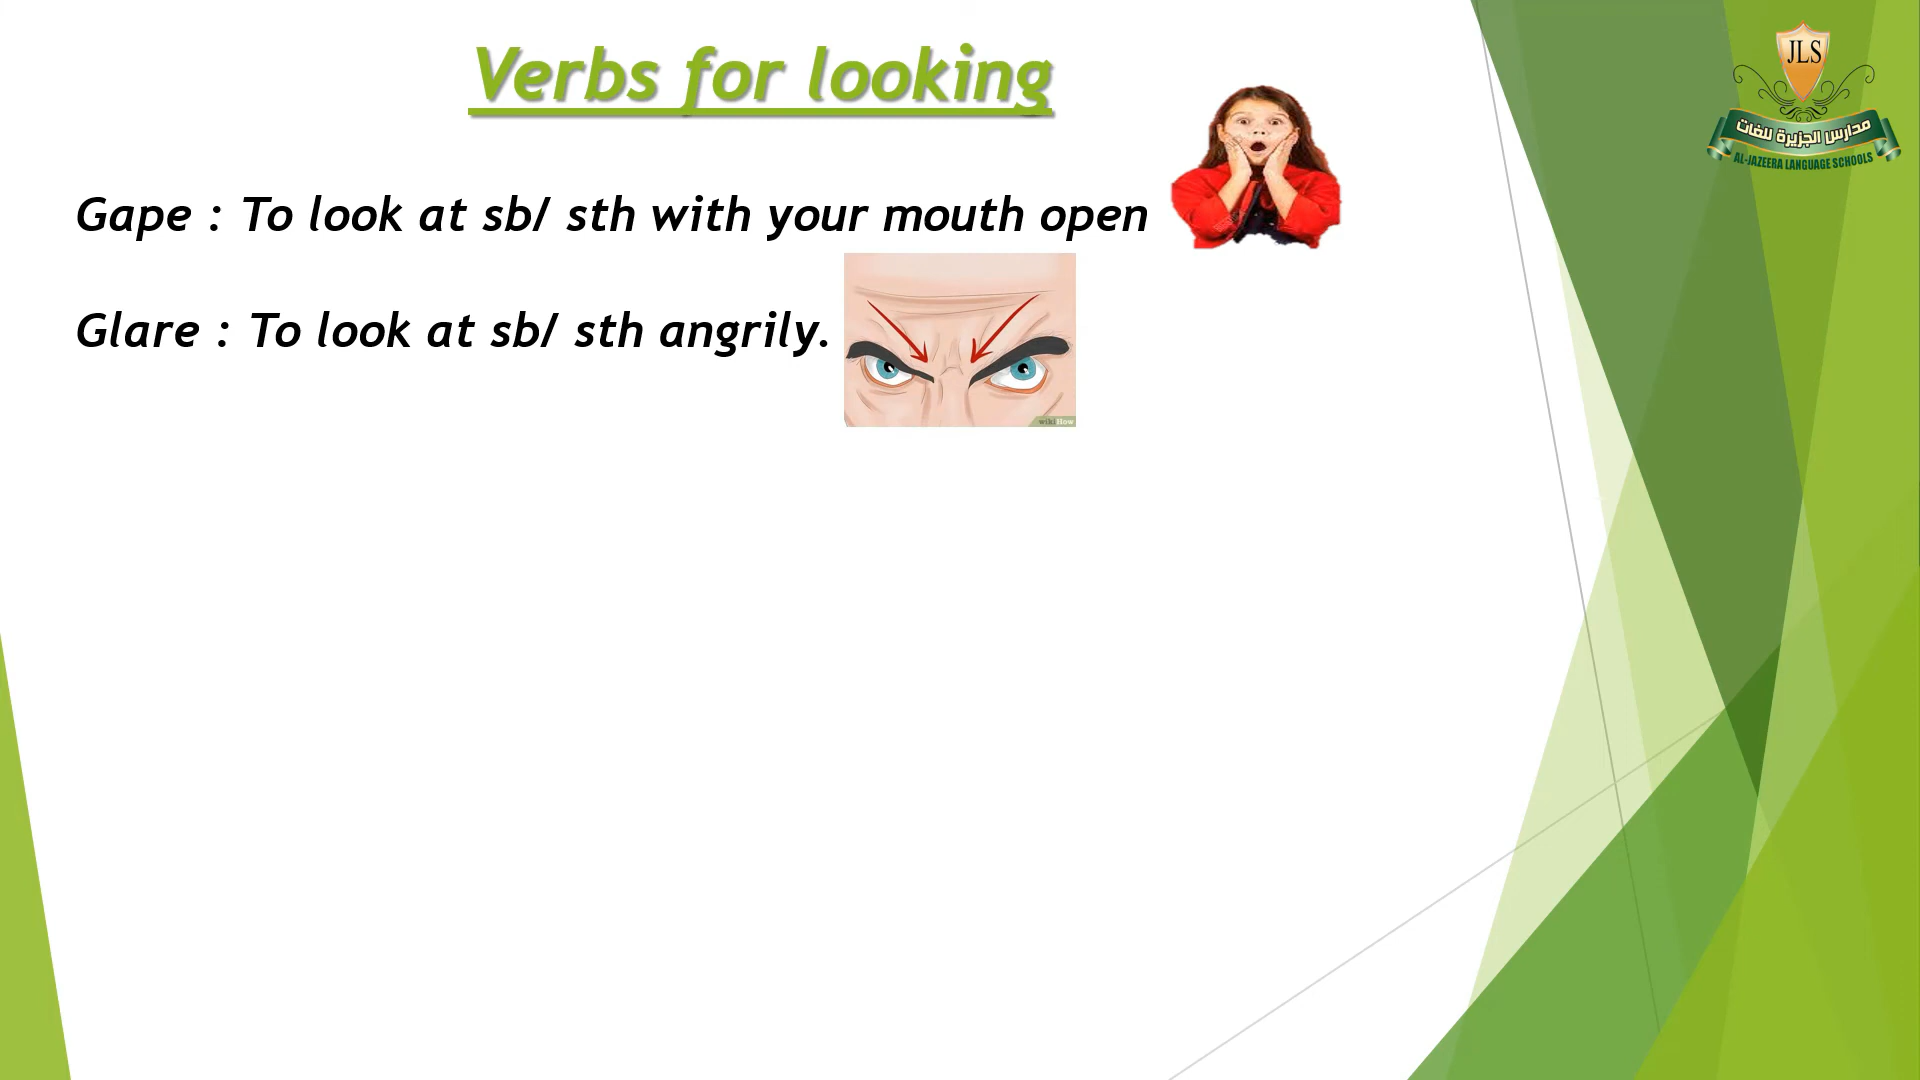 Verbs for looking
JLS
مدارس الجزيرة للغات
AL-JAZEERA LANGUAGE SCHOOLS
Gape : To look at sb/ sth with your mouth open
Glare : To look at sb/ sth angrily.
wikiHow